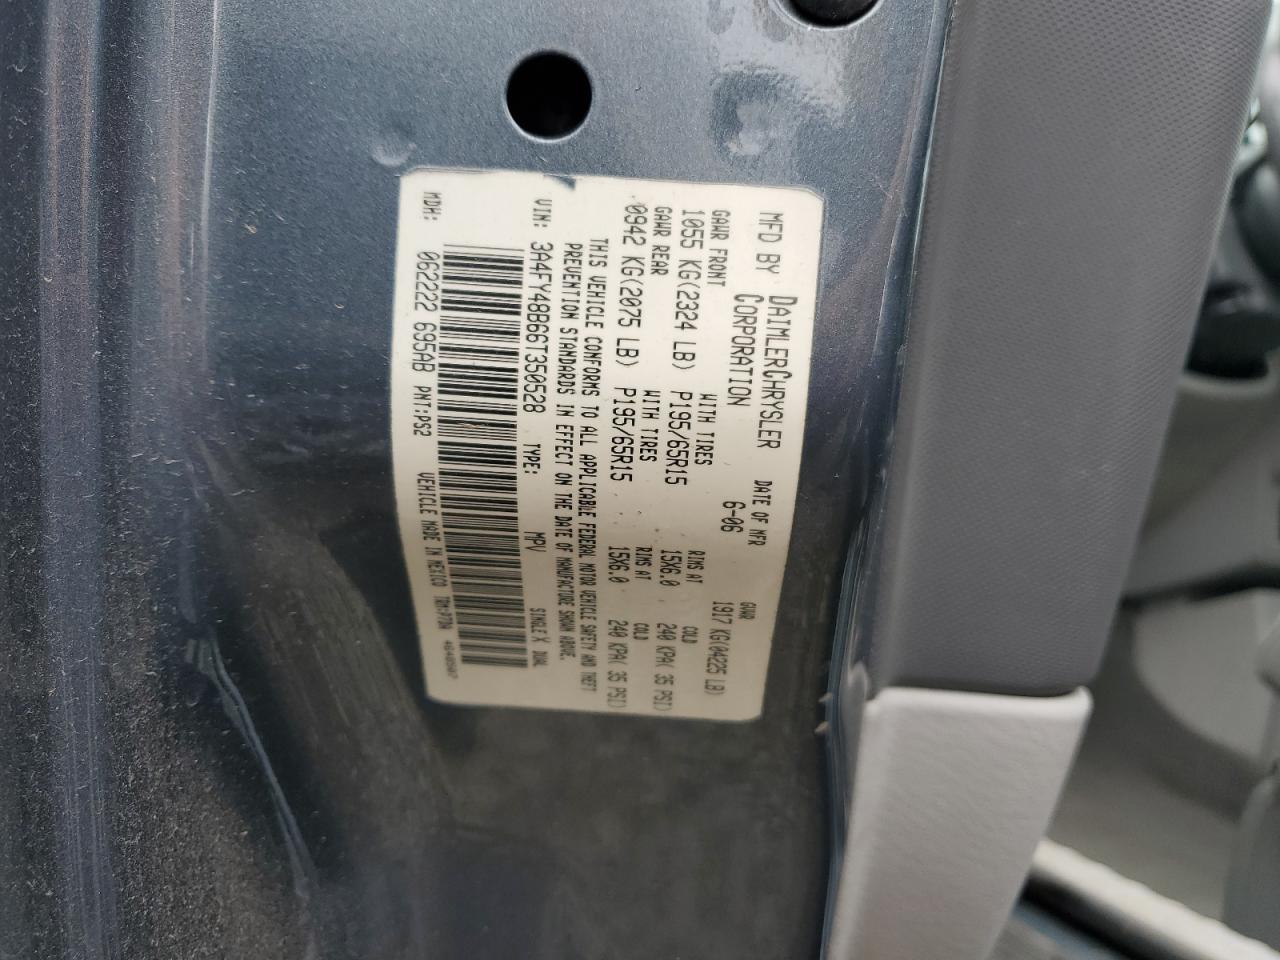 MFD BY DAIMLERCHRYSLER CORPORATION
DATE OF MFR 6-06
GVWR 1917 KG(04225 LB)
GAWR FRONT WITH TIRES RIMS AT COLD
1055 KG(2324 LB) P195/65R15 15X6.0 240 KPA( 35 PSI)
GAWR REAR WITH TIRES RIMS AT COLD
0942 KG(2075 LB) P195/65R15 15X6.0 240 KPA( 35 PSI)
THIS VEHICLE CONFORMS TO ALL APPLICABLE FEDERAL MOTOR VEHICLE SAFETY AND THEFT
PREVENTION STANDARDS IN EFFECT ON THE DATE OF MANUFACTURE SHOWN ABOVE.
VIN: 3A4FY48B66T350528 TYPE: MPV SINGLE X DUAL
MDH: 062222 695AB PNT:PS2 VEHICLE MADE IN MEXICO